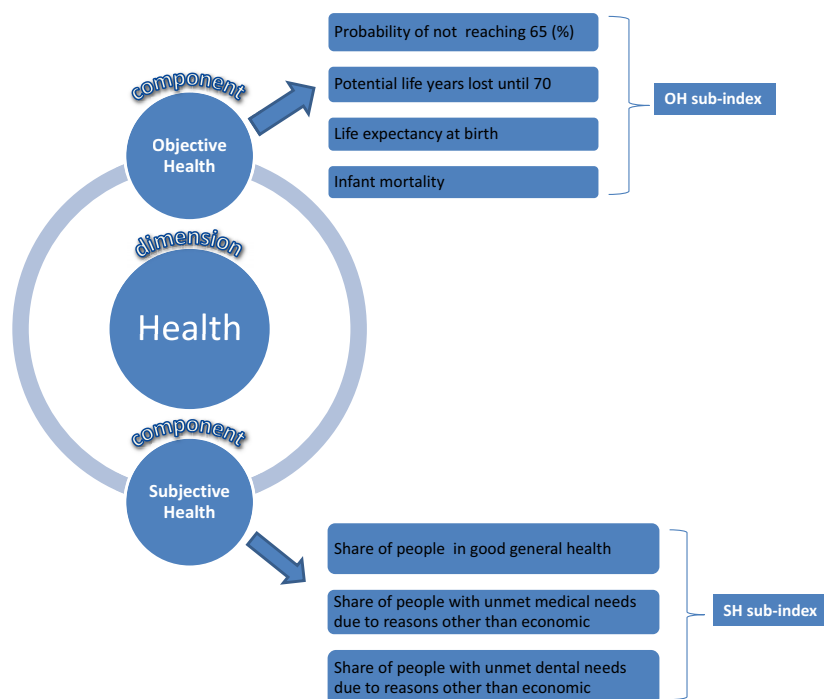 component
Objective
Health
Probability of not reaching 65 (%)
Potential life years lost until 70
Life expectancy at birth
Infant mortality
OH sub-index
dimension
Health
component
Subjective
Health
Share of people in good general health
Share of people with unmet medical needs
due to reasons other than economic
Share of people with unmet dental needs
due to reasons other than economic
SH sub-index